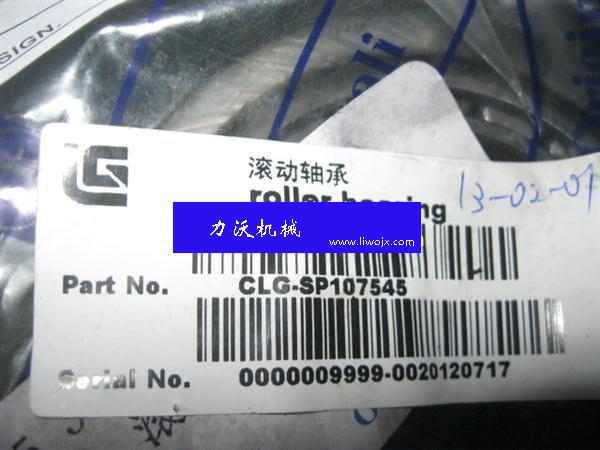 SIGN.
滚动轴承
roller bearing
13-02-07
力沃机械
www.liwojx.com
Part No. CLG-SP107545
Serial No. 0000009999-0020120717